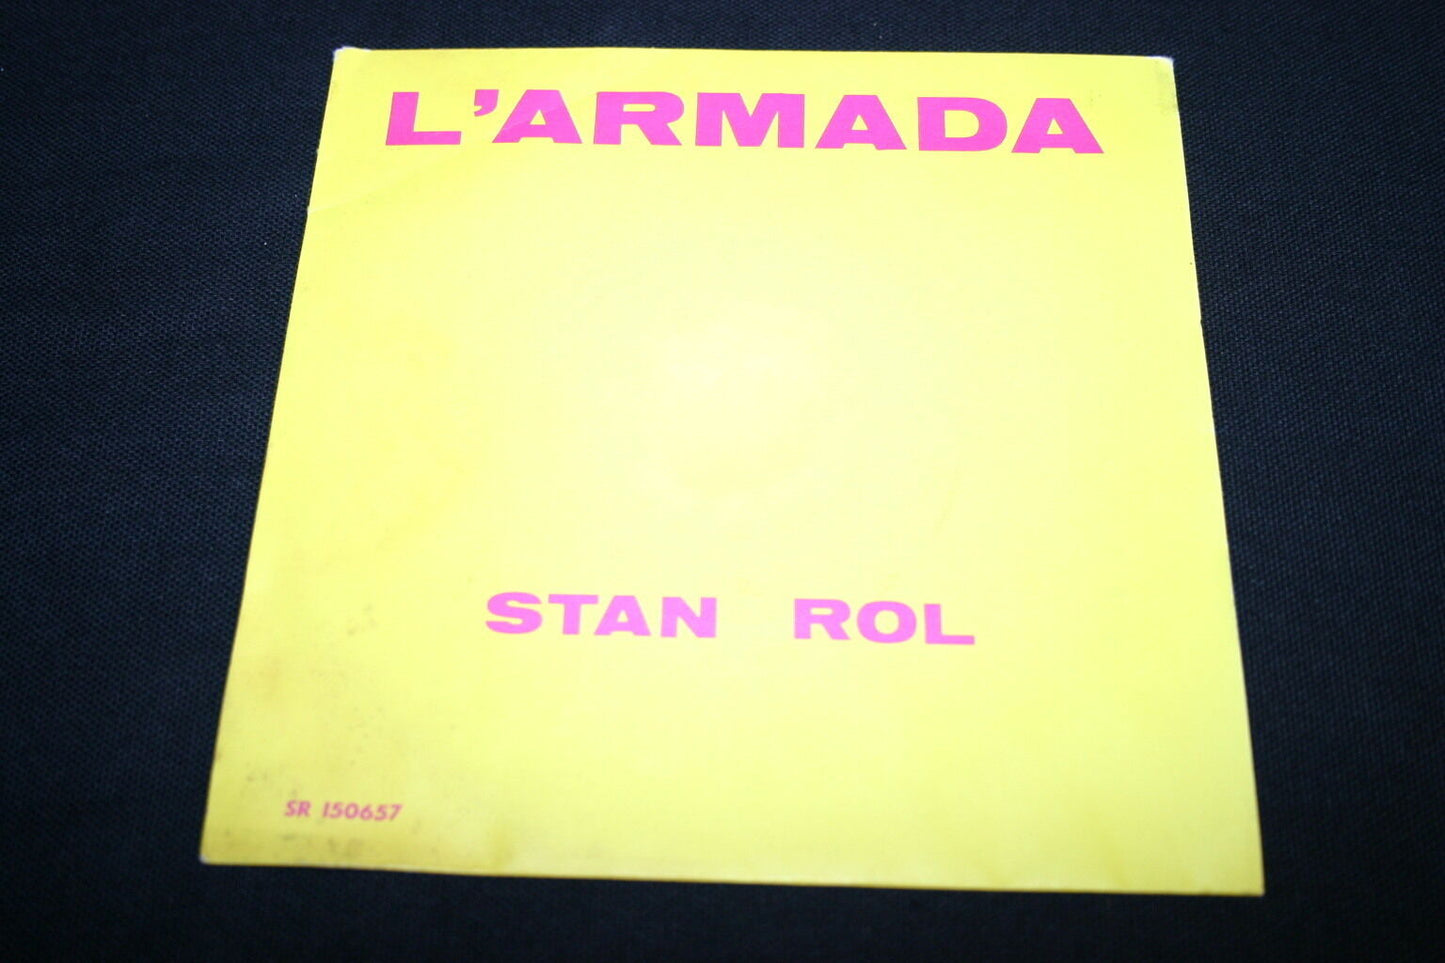 L'ARMADA
STAN ROL
SR 150657